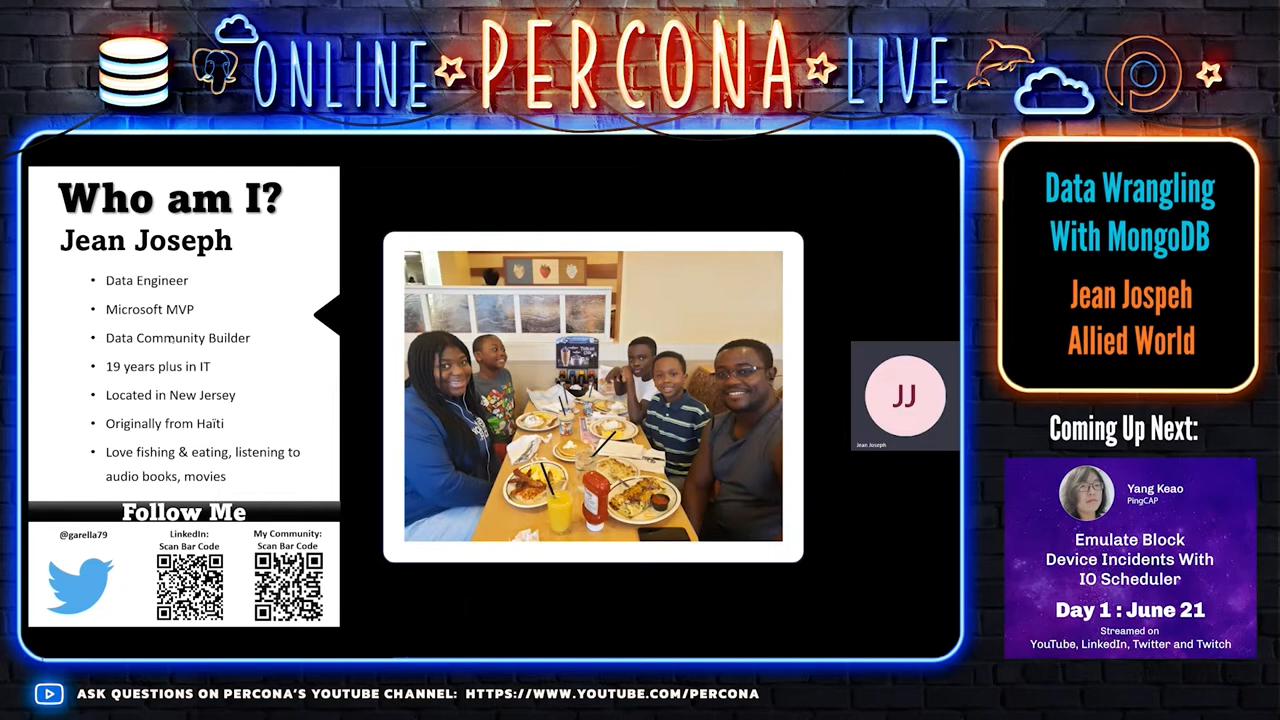 ONLINE PERCONA LIVE
Who am I?
Jean Joseph
• Data Engineer
• Microsoft MVP
• Data Community Builder
• 19 years plus in IT
• Located in New Jersey
• Originally from Haïti
• Love fishing & eating, listening to
audio books, movies
Follow Me
@garella79
LinkedIn:
Scan Bar Code
My Community:
Scan Bar Code
JJ
Jean Joseph
Data Wrangling
With MongoDB
Jean Jospeh
Allied World
Coming Up Next:
Yang Keao
PingCAP
Emulate Block
Device Incidents With
IO Scheduler
Day 1 : June 21
Streamed on
YouTube, LinkedIn, Twitter and Twitch
ASK QUESTIONS ON PERCONA'S YOUTUBE CHANNEL: HTTPS://WWW.YOUTUBE.COM/PERCONA